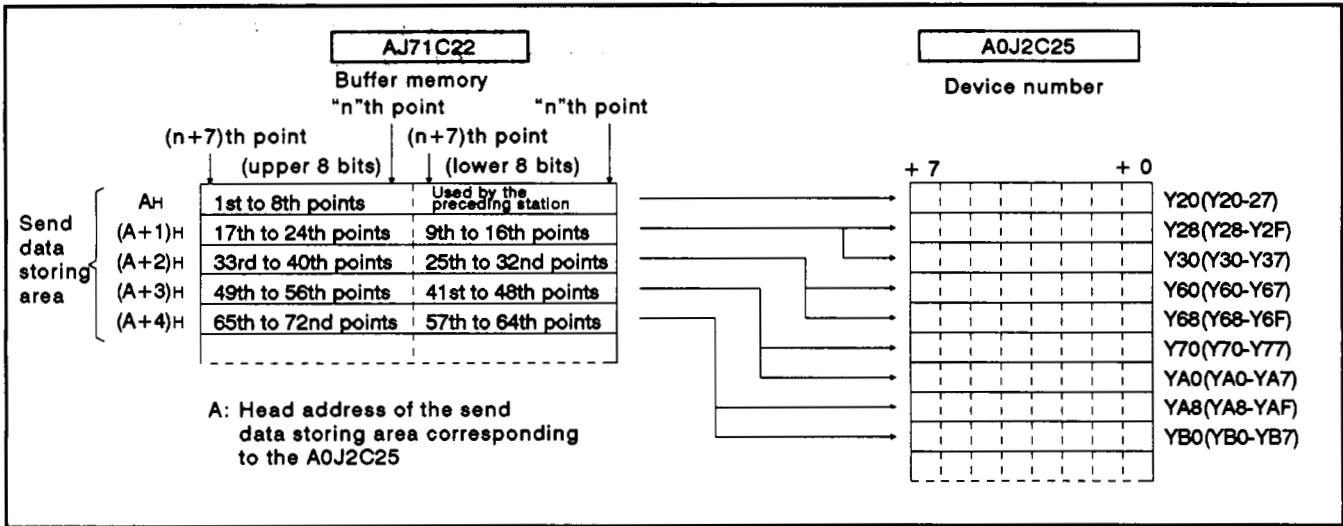 AJ71C22
A0J2C25
Buffer memory
Device number
"n"th point
"n"th point
(n+7)th point
(n+7)th point
(upper 8 bits)
(lower 8 bits)
+ 7
+ 0
Send
data
storing
area
AH
1st to 8th points
Used by the
preceding station
Y20(Y20-27)
(A+1)H
17th to 24th points
9th to 16th points
Y28(Y28-Y2F)
(A+2)H
33rd to 40th points
25th to 32nd points
Y30(Y30-Y37)
(A+3)H
49th to 56th points
41st to 48th points
Y60(Y60-Y67)
(A+4)H
65th to 72nd points
57th to 64th points
Y68(Y68-Y6F)
Y70(Y70-Y77)
YA0(YA0-YA7)
YA8(YA8-YAF)
YB0(YB0-YB7)
A: Head address of the send
data storing area corresponding
to the A0J2C25